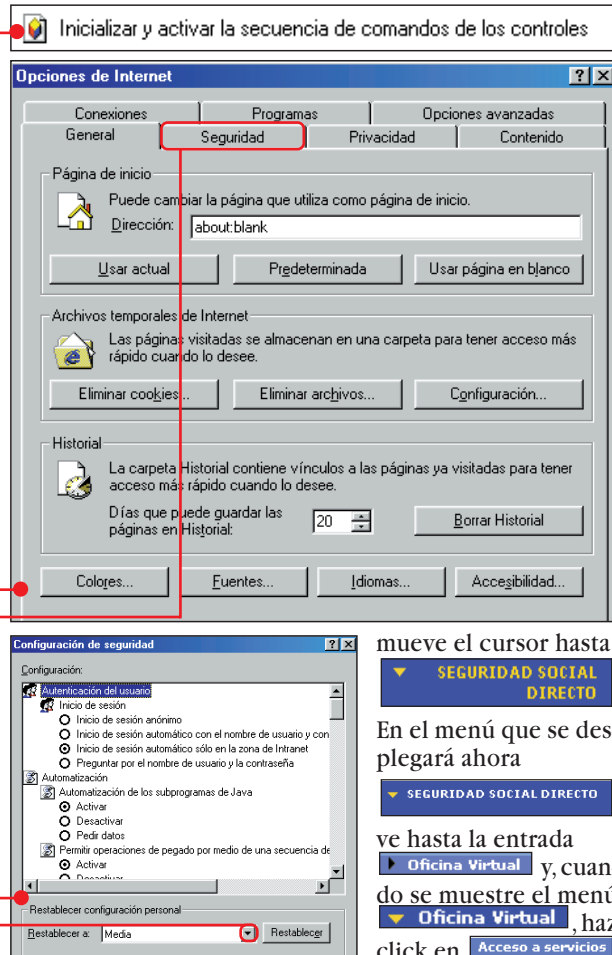 Inicializar y activar la secuencia de comandos de los controles
Opciones de Internet
Conexiones
Programas
Opciones avanzadas
General
Seguridad
Privacidad
Contenido
Página de inicio
Puede cambiar la página que utiliza como página de inicio.
Dirección:
about:blank
Usar actual
Predeterminada
Usar página en blanco
Archivos temporales de Internet
Las páginas visitadas se almacenan en una carpeta para tener acceso más
rápido cuando lo desee.
Eliminar cookies...
Eliminar archivos...
Configuración...
Historial
La carpeta Historial contiene vínculos a las páginas ya visitadas para tener
acceso más rápido cuando lo desee.
Días que puede guardar las
páginas en Historial:
20
Borrar Historial
Colores...
Fuentes...
Idiomas...
Accesibilidad...
Configuración de seguridad
Configuración:
Autenticación del usuario
Inicio de sesión
Inicio de sesión anónimo
Inicio de sesión automático con el nombre de usuario y con
Inicio de sesión automático sólo en la zona de Intranet
Preguntar por el nombre de usuario y la contraseña
Automatización
Automatización de los subprogramas de Java
Activar
Desactivar
Pedir datos
Permitir operaciones de pegado por medio de una secuencia de
Activar
Desactivar
Restablecer configuración personal
Restablecer a:
Media
Restablecer
mueve el cursor hasta
SEGURIDAD SOCIAL
DIRECTO
En el menú que se des
plegará ahora
SEGURIDAD SOCIAL DIRECTO
ve hasta la entrada
Oficina Virtual y, cuan
do se muestre el menú
Oficina Virtual, haz
click en Acceso a servicios